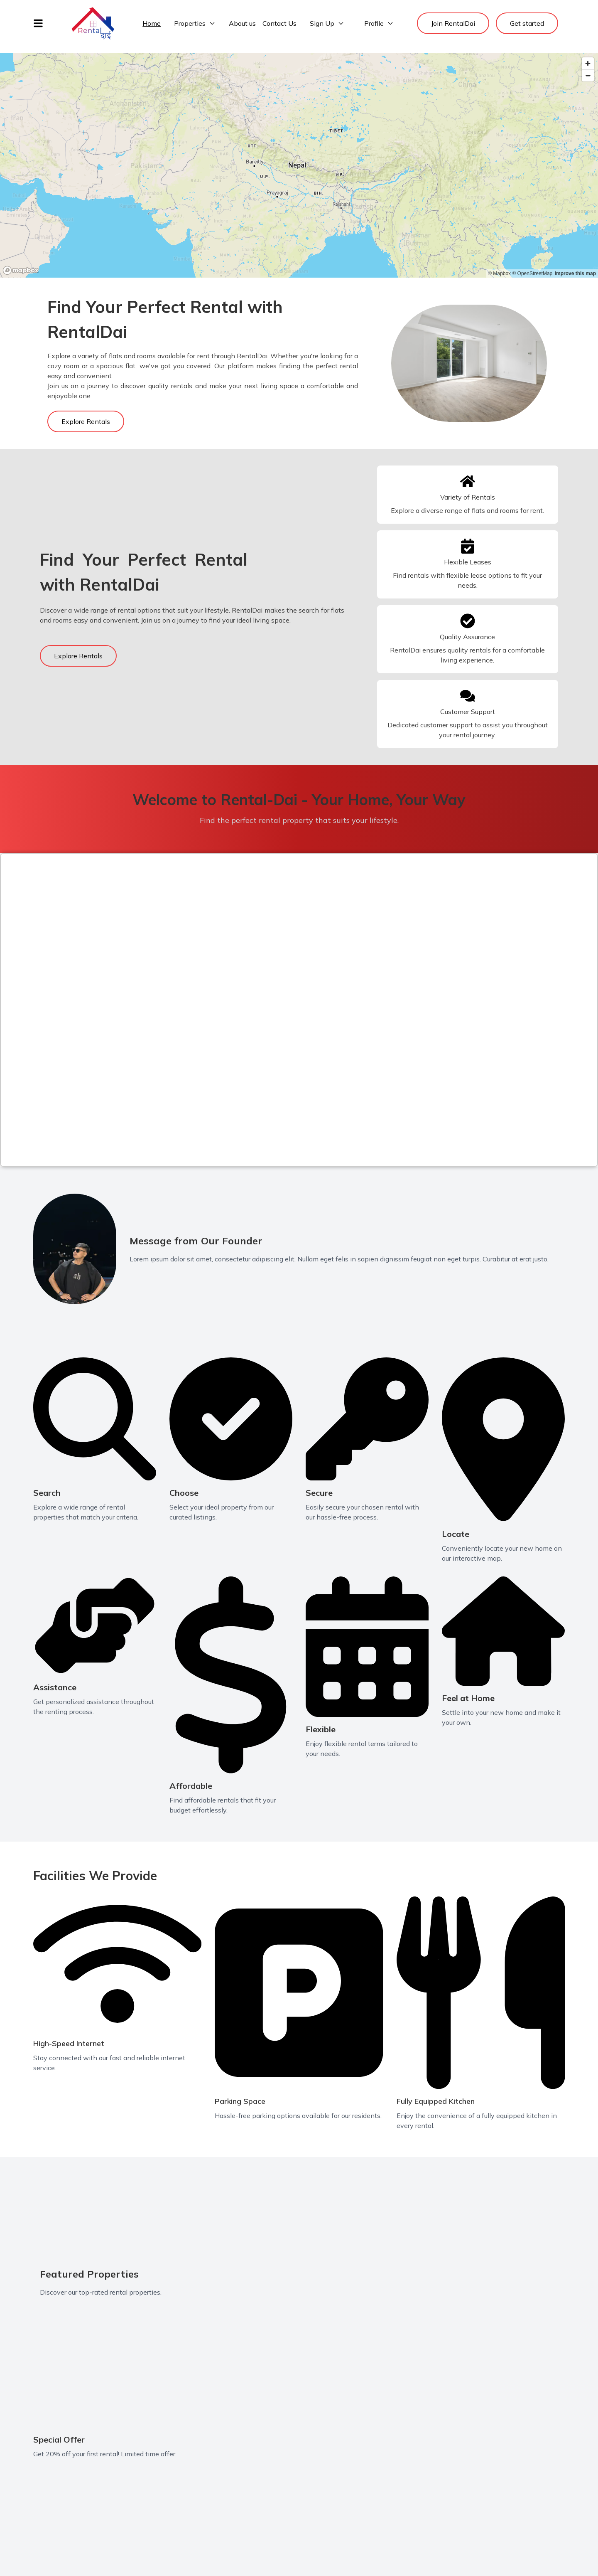 Rental
दाइ
Home
Properties
About us
Contact Us
Sign Up
Profile
Join RentalDai
Get started
TIBET
UTT.
Bareilly
Nepal
U.P.
SIK.
Prayagraj
BIH.
Rajshahi
Afghanistan
Pakistan
Iran
Oman
Myanmar
China
mapbox
© Mapbox © OpenStreetMap Improve this map
Find Your Perfect Rental with
RentalDai
Explore a variety of flats and rooms available for rent through RentalDai. Whether you're looking for a
cozy room or a spacious flat, we've got you covered. Our platform makes finding the perfect rental
easy and convenient.
Join us on a journey to discover quality rentals and make your next living space a comfortable and
enjoyable one.
Explore Rentals
Find Your Perfect Rental
with RentalDai
Discover a wide range of rental options that suit your lifestyle. RentalDai makes the search for flats
and rooms easy and convenient. Join us on a journey to find your ideal living space.
Explore Rentals
Variety of Rentals
Explore a diverse range of flats and rooms for rent.
Flexible Leases
Find rentals with flexible lease options to fit your
needs.
Quality Assurance
RentalDai ensures quality rentals for a comfortable
living experience.
Customer Support
Dedicated customer support to assist you throughout
your rental journey.
Welcome to Rental-Dai - Your Home, Your Way
Find the perfect rental property that suits your lifestyle.
Message from Our Founder
Lorem ipsum dolor sit amet, consectetur adipiscing elit. Nullam eget felis in sapien dignissim feugiat non eget turpis. Curabitur at erat justo.
Search
Explore a wide range of rental
properties that match your criteria.
Choose
Select your ideal property from our
curated listings.
Secure
Easily secure your chosen rental with
our hassle-free process.
Locate
Conveniently locate your new home on
our interactive map.
Assistance
Get personalized assistance throughout
the renting process.
Affordable
Find affordable rentals that fit your
budget effortlessly.
Flexible
Enjoy flexible rental terms tailored to
your needs.
Feel at Home
Settle into your new home and make it
your own.
Facilities We Provide
High-Speed Internet
Stay connected with our fast and reliable internet
service.
P
Parking Space
Hassle-free parking options available for our residents.
Fully Equipped Kitchen
Enjoy the convenience of a fully equipped kitchen in
every rental.
Featured Properties
Discover our top-rated rental properties.
Special Offer
Get 20% off your first rental! Limited time offer.